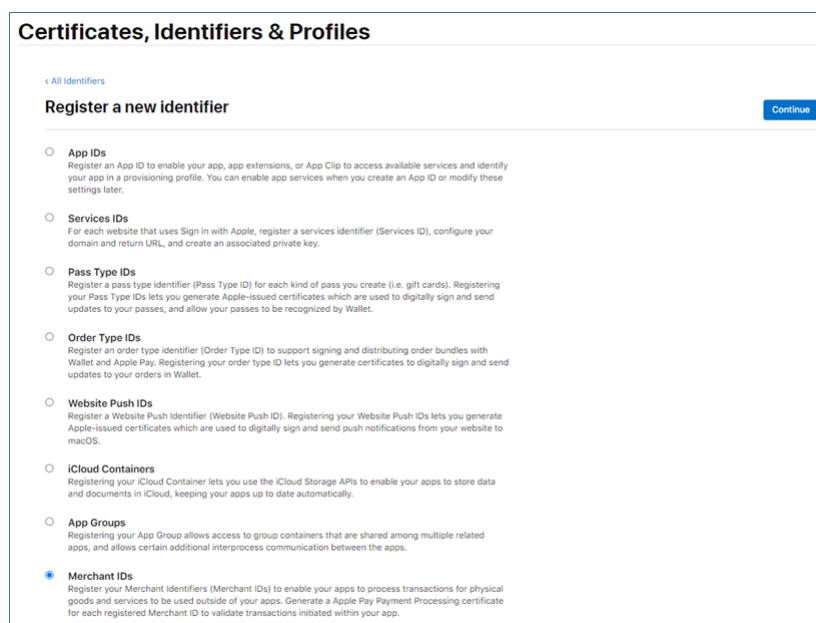 Certificates, Identifiers & Profiles
‹ All Identifiers
Register a new identifier
Continue
App IDs
Register an App ID to enable your app, app extensions, or App Clip to access available services and identify
your app in a provisioning profile. You can enable app services when you create an App ID or modify these
settings later.
Services IDs
For each website that uses Sign in with Apple, register a services identifier (Services ID), configure your
domain and return URL, and create an associated private key.
Pass Type IDs
Register a pass type identifier (Pass Type ID) for each kind of pass you create (i.e. gift cards). Registering
your Pass Type IDs lets you generate Apple-issued certificates which are used to digitally sign and send
updates to your passes, and allow your passes to be recognized by Wallet.
Order Type IDs
Register an order type identifier (Order Type ID) to support signing and distributing order bundles with
Wallet and Apple Pay. Registering your order type ID lets you generate certificates to digitally sign and send
updates to your orders in Wallet.
Website Push IDs
Register a Website Push Identifier (Website Push ID). Registering your Website Push IDs lets you generate
Apple-issued certificates which are used to digitally sign and send push notifications from your website to
macOS.
iCloud Containers
Registering your iCloud Container lets you use the iCloud Storage APIs to enable your apps to store data
and documents in iCloud, keeping your apps up to date automatically.
App Groups
Registering your App Group allows access to group containers that are shared among multiple related
apps, and allows certain additional interprocess communication between the apps.
Merchant IDs
Register your Merchant Identifiers (Merchant IDs) to enable your apps to process transactions for physical
goods and services to be used outside of your apps. Generate a Apple Pay Payment Processing certificate
for each registered Merchant ID to validate transactions initiated within your app.